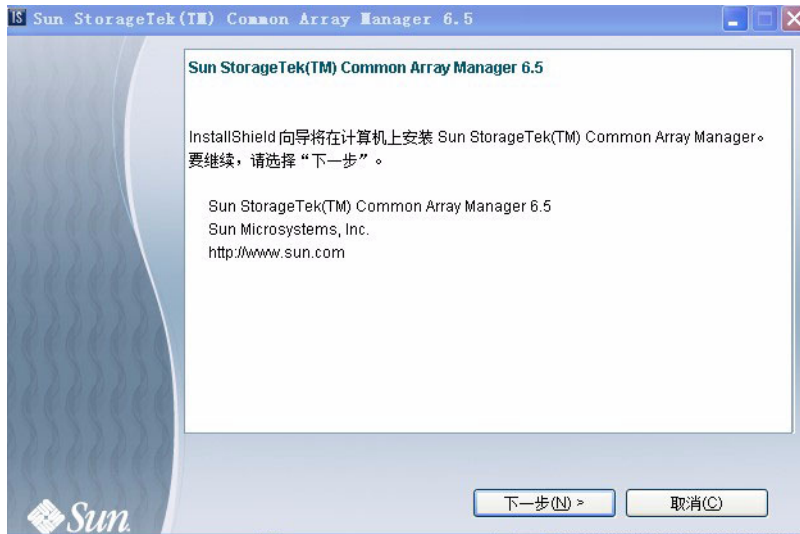 IS Sun StorageTek(TM) Common Array Manager 6.5
Sun StorageTek(TM) Common Array Manager 6.5
InstallShield 向导将在计算机上安装 Sun StorageTek(TM) Common Array Manager。
要继续，请选择“下一步”。
Sun StorageTek(TM) Common Array Manager 6.5
Sun Microsystems, Inc.
http://www.sun.com
下一步(N) >
取消(C)
Sun